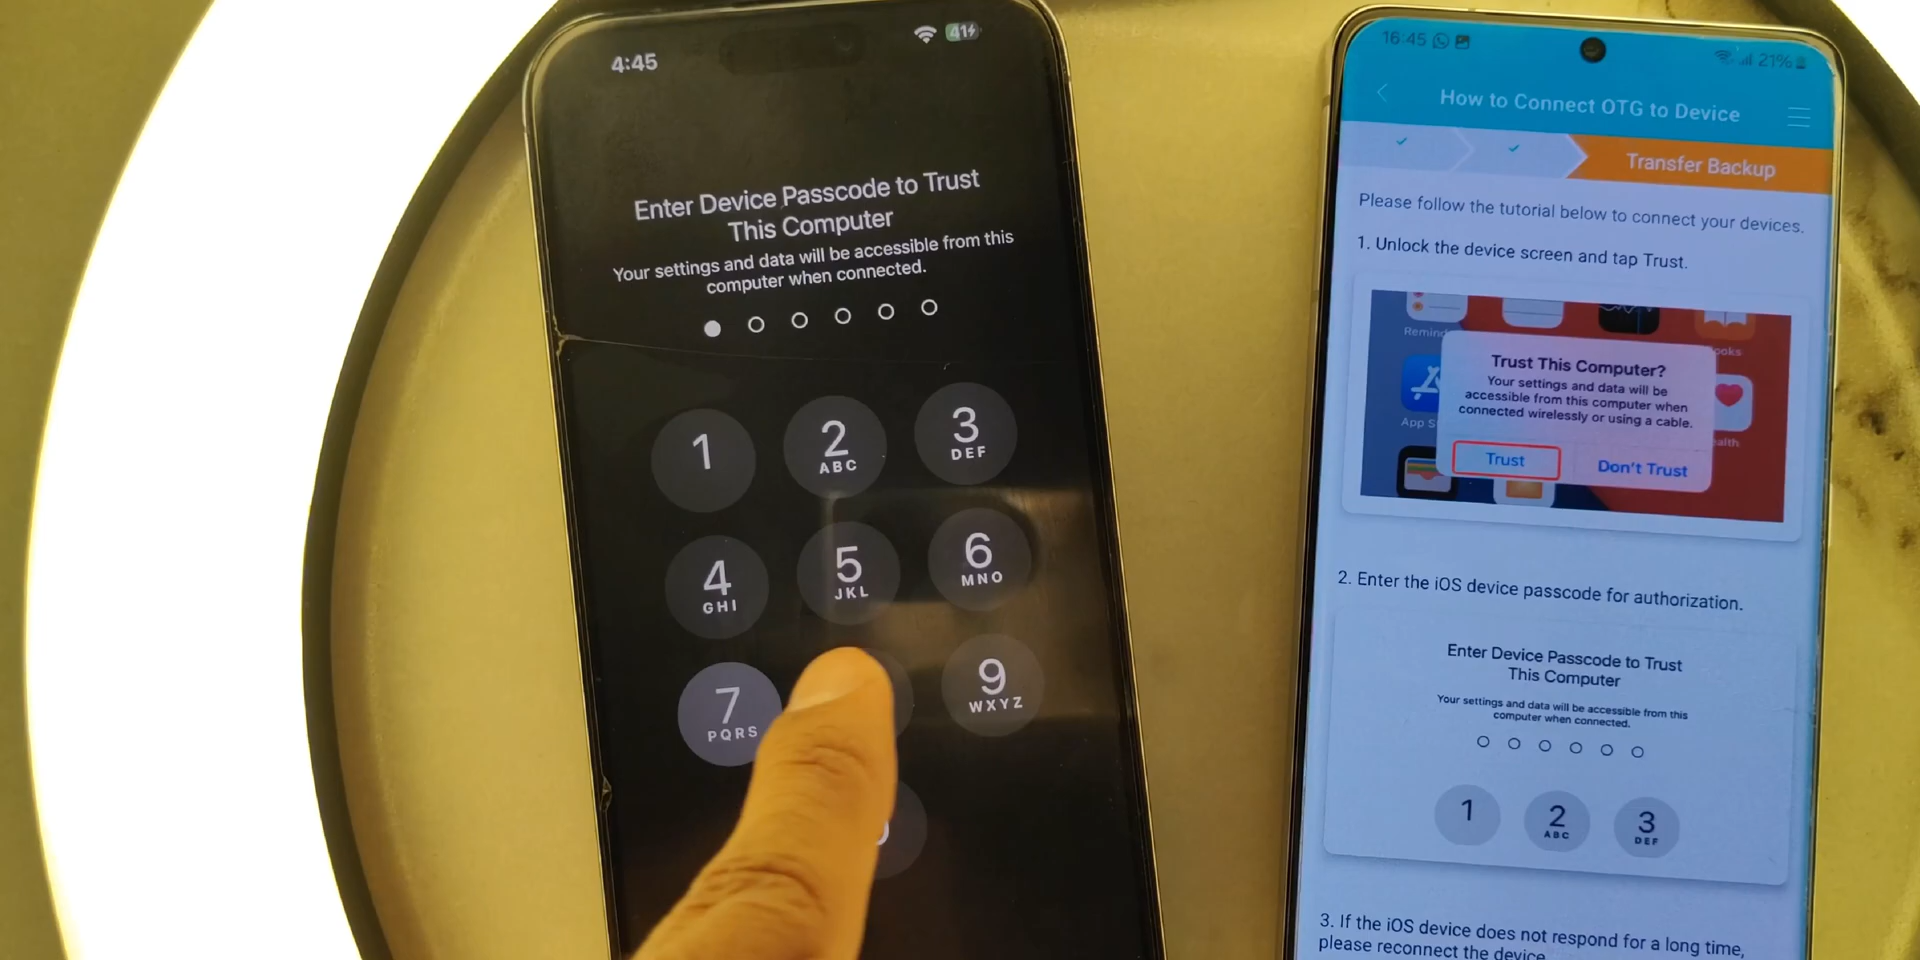 4:45
41
Enter Device Passcode to Trust
This Computer
Your settings and data will be accessible from this
computer when connected.
1
2
ABC
3
DEF
4
GHI
5
JKL
6
MNO
7
PQRS
9
WXYZ
16:45
21%
How to Connect OTG to Device
Transfer Backup
Please follow the tutorial below to connect your devices.
1. Unlock the device screen and tap Trust.
Trust This Computer?
Your settings and data will be
accessible from this computer when
connected wirelessly or using a cable.
Trust
Don't Trust
2. Enter the iOS device passcode for authorization.
Enter Device Passcode to Trust
This Computer
Your settings and data will be accessible from this
computer when connected.
1
2
ABC
3
DEF
3. If the iOS device does not respond for a long time,
please reconnect the device